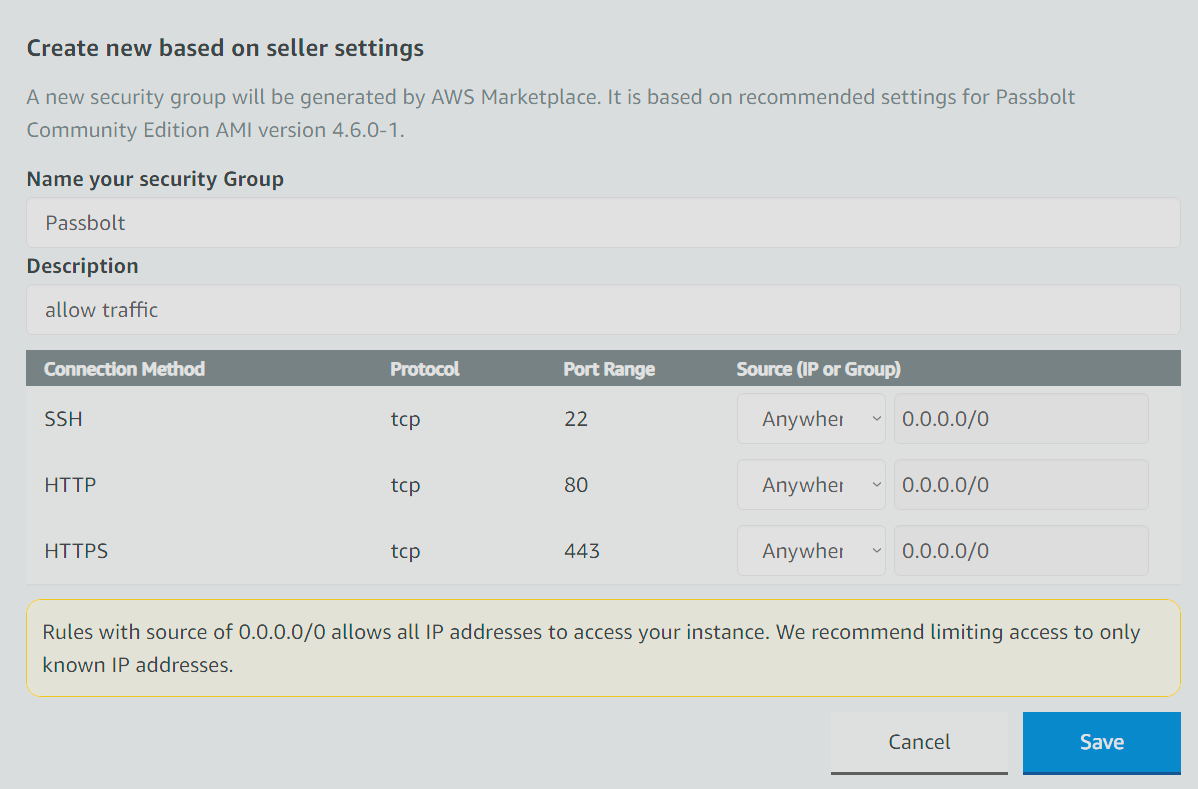 Create new based on seller settings
A new security group will be generated by AWS Marketplace. It is based on recommended settings for Passbolt
Community Edition AMI version 4.6.0-1.
Name your security Group
Passbolt
Description
allow traffic
Connection Method Protocol Port Range Source (IP or Group)
SSH tcp 22 Anywher 0.0.0.0/0
HTTP tcp 80 Anywher 0.0.0.0/0
HTTPS tcp 443 Anywher 0.0.0.0/0
Rules with source of 0.0.0.0/0 allows all IP addresses to access your instance. We recommend limiting access to only
known IP addresses.
Cancel Save